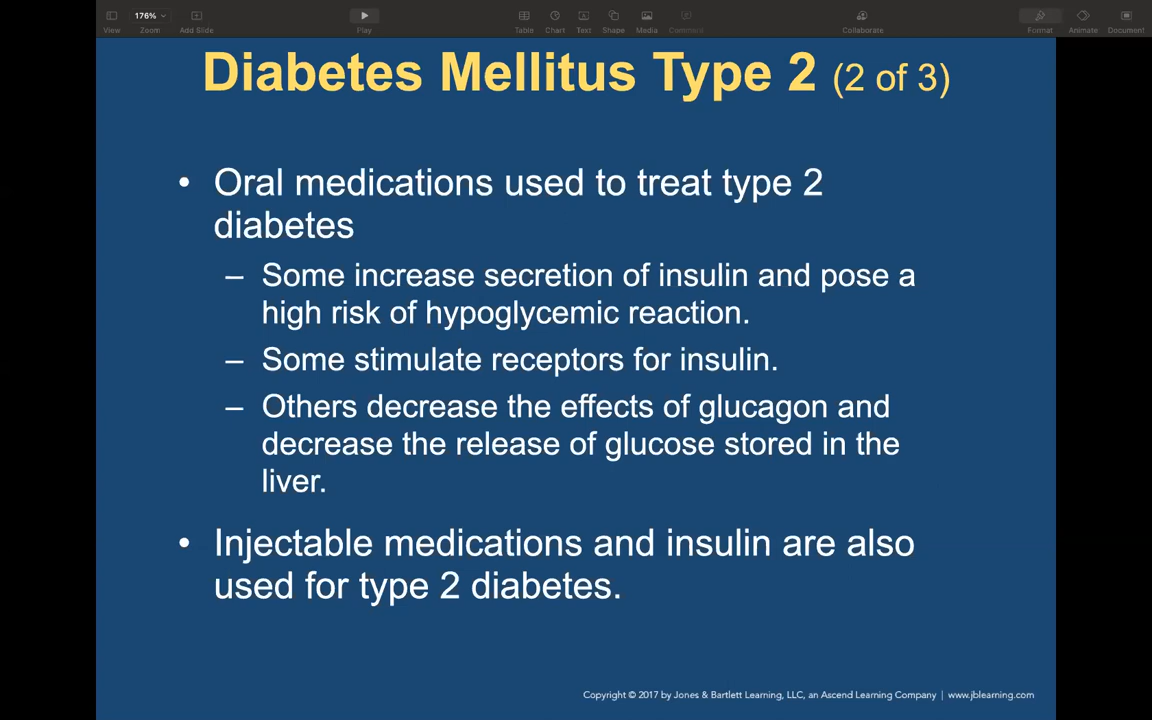 176%
View
Zoom
Add Slide
Play
Table
Chart
Text
Shape
Media
Comment
Collaborate
Format
Animate
Document
Diabetes Mellitus Type 2 (2 of 3)
• Oral medications used to treat type 2
diabetes
– Some increase secretion of insulin and pose a
high risk of hypoglycemic reaction.
– Some stimulate receptors for insulin.
– Others decrease the effects of glucagon and
decrease the release of glucose stored in the
liver.
• Injectable medications and insulin are also
used for type 2 diabetes.
Copyright © 2017 by Jones & Bartlett Learning, LLC, an Ascend Learning Company | www.jblearning.com